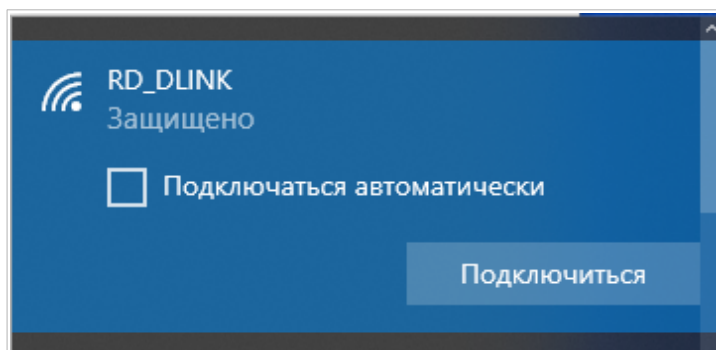 RD_DLINK
Защищено
Подключаться автоматически
Подключиться